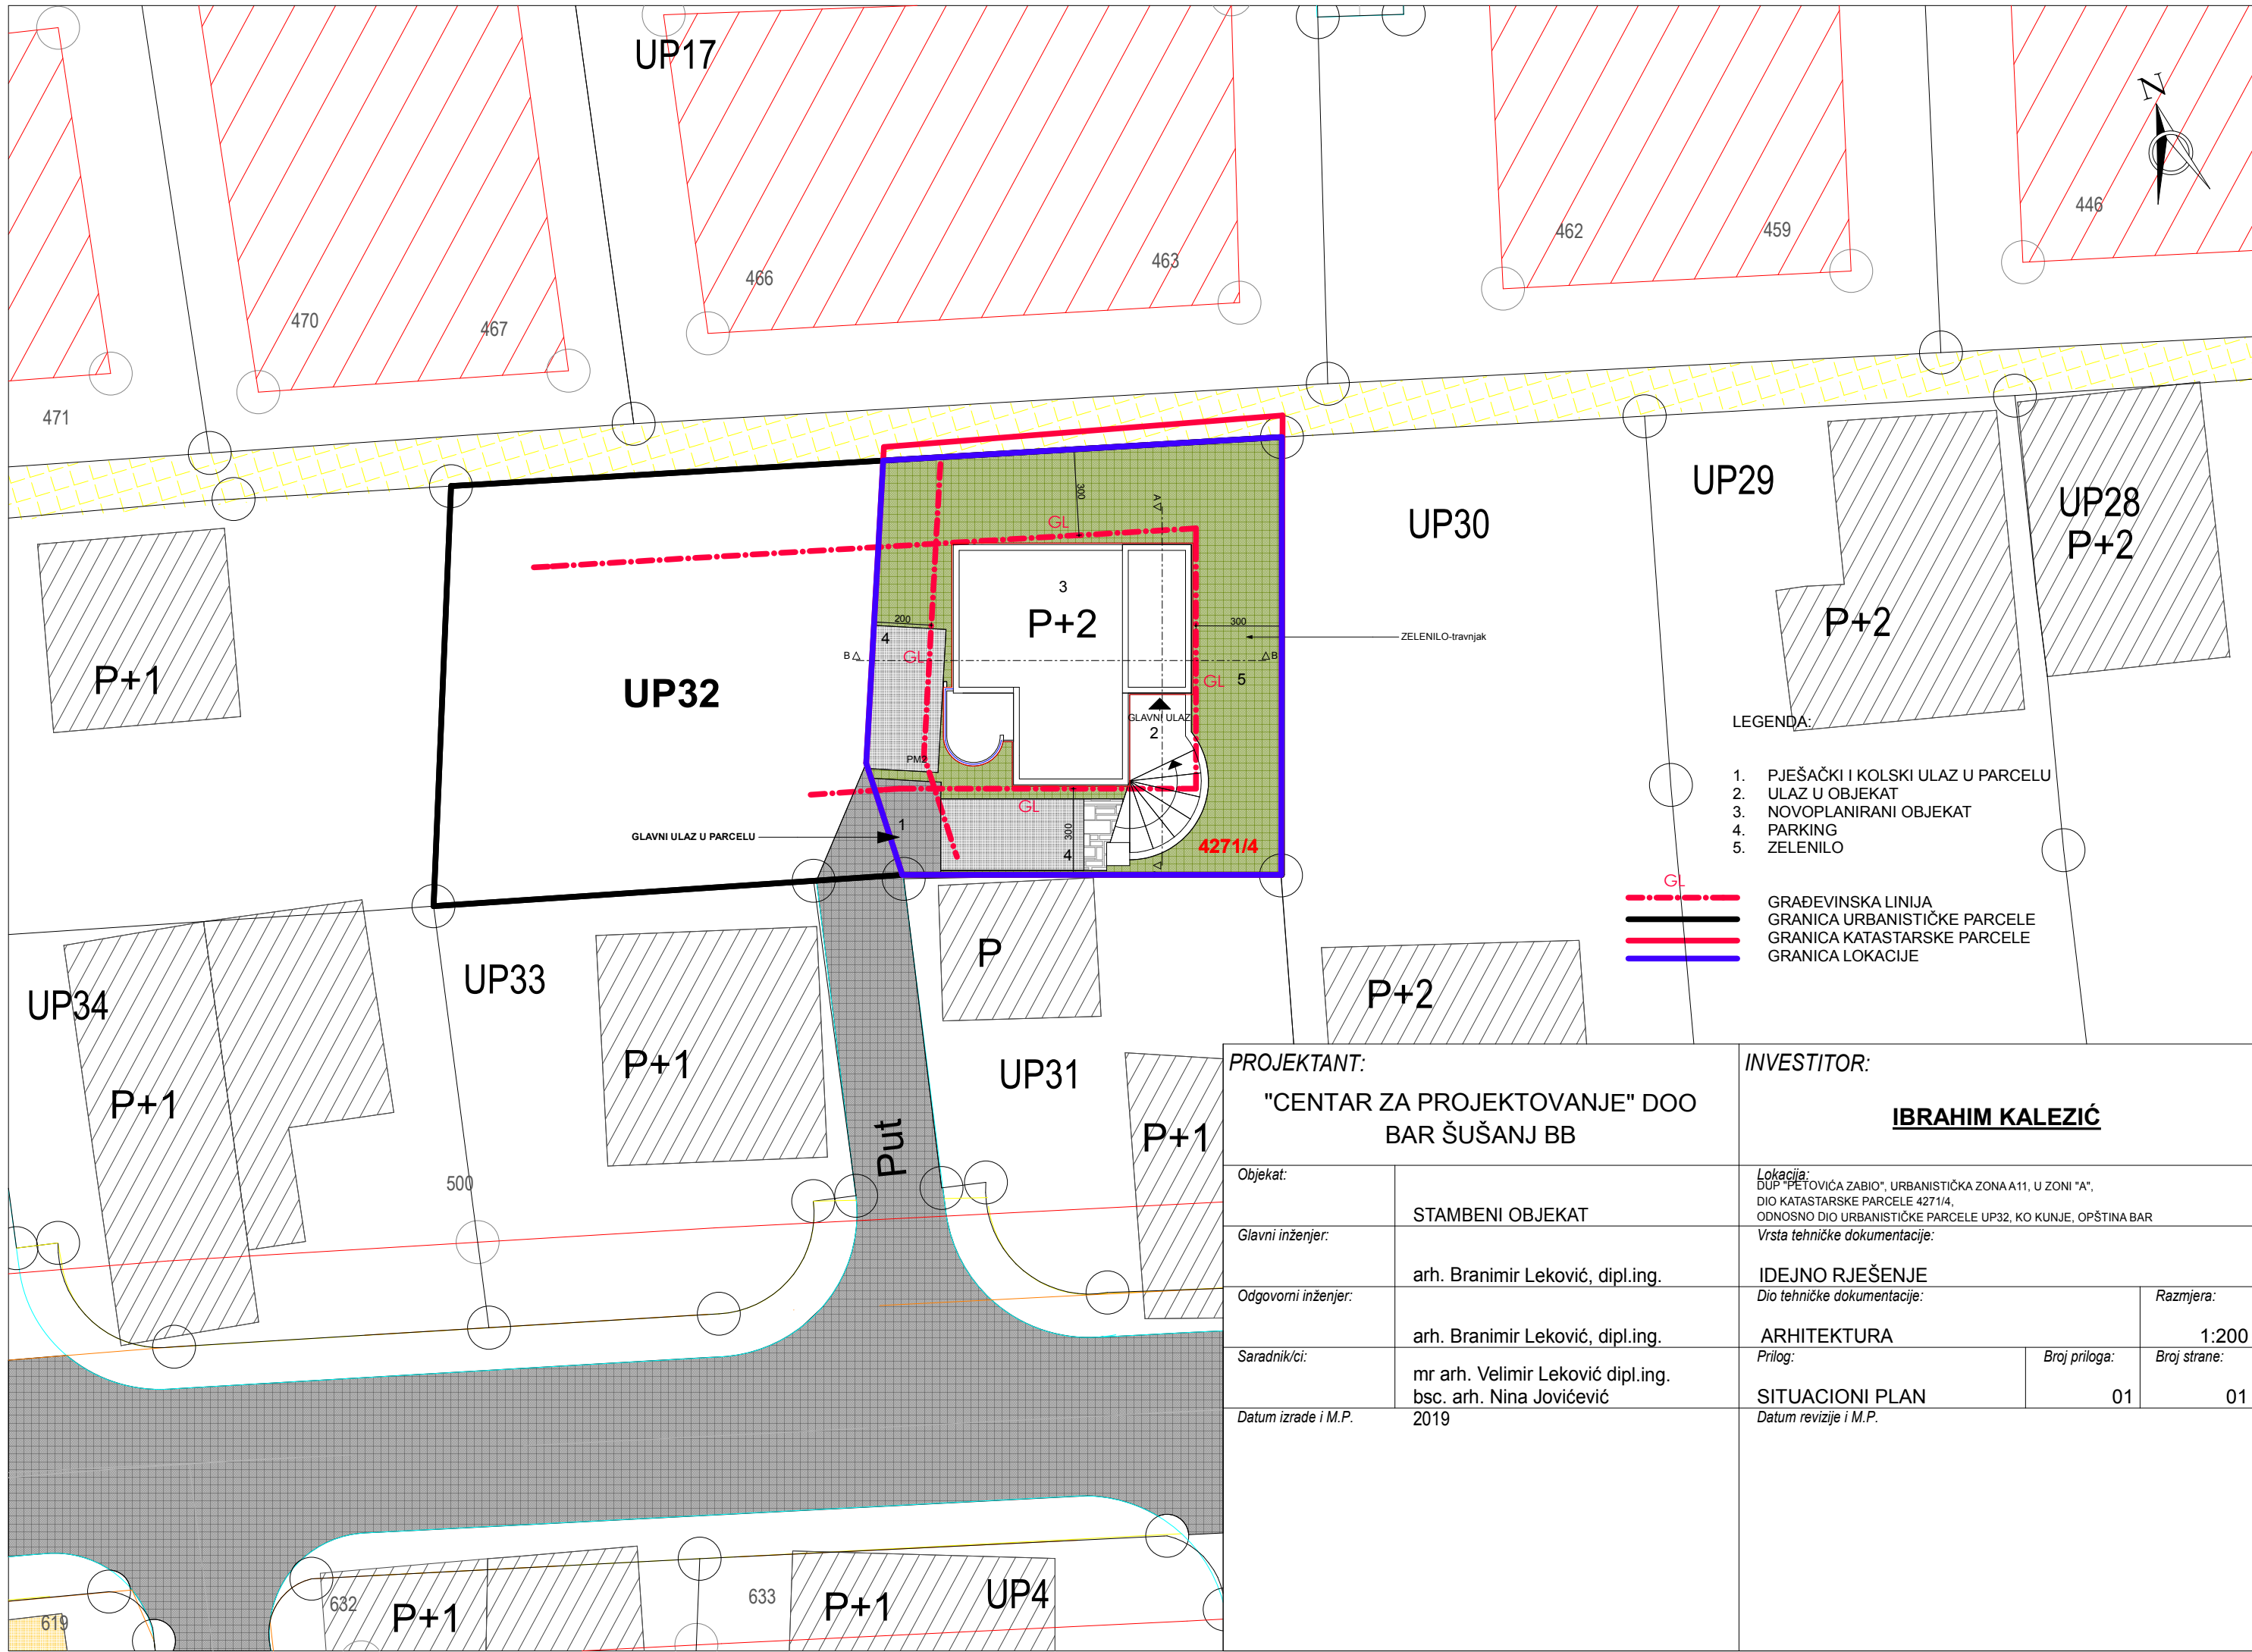 UP17
N
446
462
459
463
466
470
467
471
UP29
UP28
P+2
UP30
300
A
GL
3
P+2
P+2
200
300
ZELENILO-travnjak
4
B
GL
B
P+1
UP32
GL
5
GLAVNI ULAZ
2
PM
LEGENDA:
1. PJEŠAČKI I KOLSKI ULAZ U PARCELU
2. ULAZ U OBJEKAT
3. NOVOPLANIRANI OBJEKAT
4. PARKING
5. ZELENILO
GL
GLAVNI ULAZ U PARCELU
1
300
4
4271/4
GL
GRAĐEVINSKA LINIJA
GRANICA URBANISTIČKE PARCELE
GRANICA KATASTARSKE PARCELE
GRANICA LOKACIJE
P
UP33
UP34
P+2
P+1
UP31
P+1
P+1
Put
500
PROJEKTANT:
"CENTAR ZA PROJEKTOVANJE" DOO
BAR ŠUŠANJ BB
INVESTITOR:
IBRAHIM KALEZIĆ
Objekat:
STAMBENI OBJEKAT
Lokacija:
DUP "PETOVIĆA ZABIO", URBANISTIČKA ZONA A11, U ZONI "A",
DIO KATASTARSKE PARCELE 4271/4,
ODNOSNO DIO URBANISTIČKE PARCELE UP32, KO KUNJE, OPŠTINA BAR
Glavni inženjer:
arh. Branimir Leković, dipl.ing.
Vrsta tehničke dokumentacije:
IDEJNO RJEŠENJE
Odgovorni inženjer:
arh. Branimir Leković, dipl.ing.
Dio tehničke dokumentacije:
ARHITEKTURA
Razmjera:
1:200
Saradnik/ci:
mr arh. Velimir Leković dipl.ing.
bsc. arh. Nina Jovićević
Prilog:
SITUACIONI PLAN
Broj priloga:
01
Broj strane:
01
Datum izrade i M.P.
2019
Datum revizije i M.P.
619
632
P+1
633
P+1
UP4